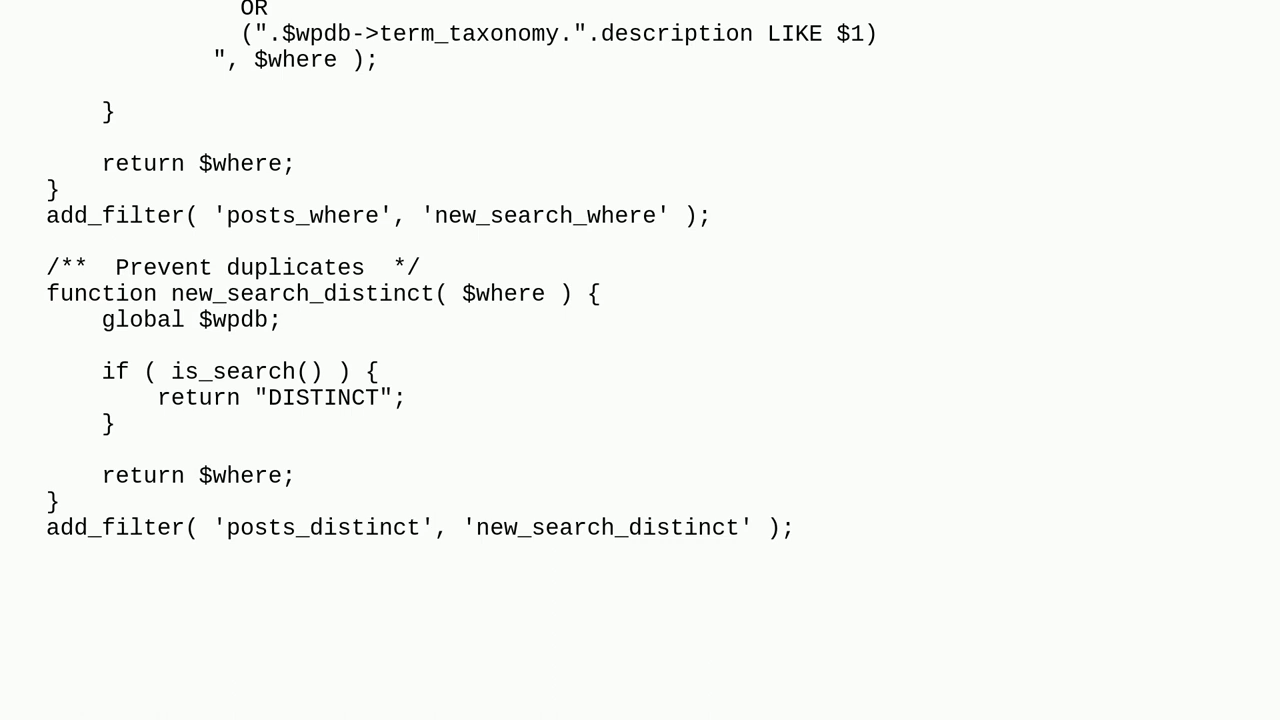 OR
(".$wpdb->term_taxonomy.".description LIKE $1)
", $where );
}
return $where;
}
add_filter( 'posts_where', 'new_search_where' );
/**  Prevent duplicates  */
function new_search_distinct( $where ) {
global $wpdb;
if ( is_search() ) {
return "DISTINCT";
}
return $where;
}
add_filter( 'posts_distinct', 'new_search_distinct' );